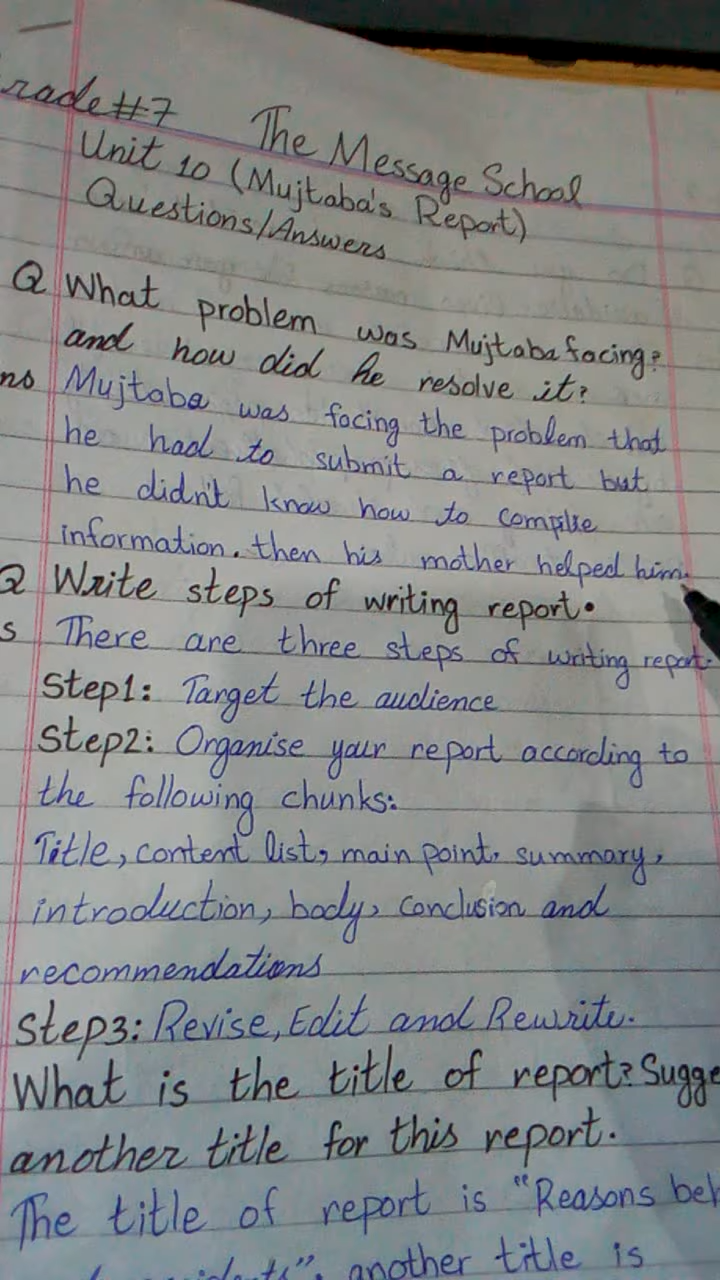 rade#7 The Message School
Unit 10 (Mujtaba's Report)
Questions/Answers
Q What problem was Mujtaba facing?
and how did he resolve it?
ns Mujtaba was facing the problem that
he had to submit a report but
he didn't know how to complie
information. then his mother helped him.
Q Write steps of writing report.
s There are three steps of writing report.
Step1: Target the audience
Step2: Organise your report according to
the following chunks:
Title, content list, main point, summary,
introduction, body, conclusion and
recommendations
Step3: Revise, Edit and Rewrite.
What is the title of report? Sugge
another title for this report.
The title of report is "Reasons beh
another title is